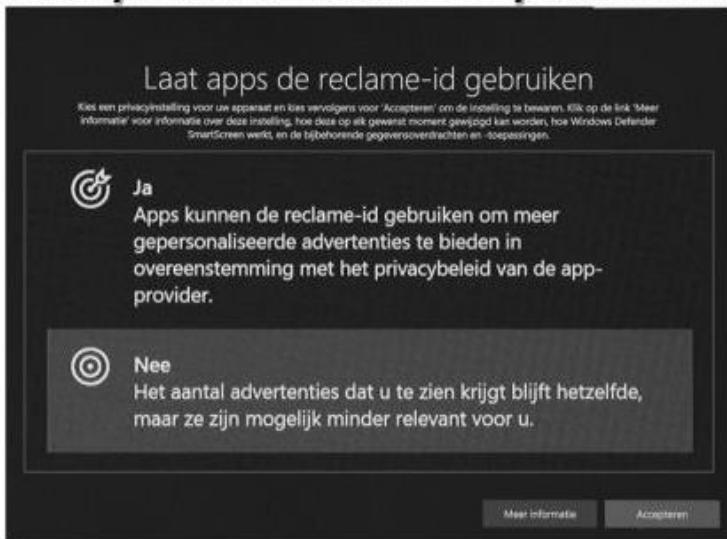 Laat apps de reclame-id gebruiken
Kies een privacyinstelling voor uw apparaat en kies vervolgens voor 'Accepteren' om de instelling te bewaren. Klik op de link 'Meer
informatie' voor informatie over deze instelling, hoe deze op elk gewenst moment gewijzigd kan worden, hoe Windows Defender
SmartScreen werkt, en de bijbehorende gegevensoverdrachten en -toepassingen.
Ja
Apps kunnen de reclame-id gebruiken om meer
gepersonaliseerde advertenties te bieden in
overeenstemming met het privacybeleid van de app-
provider.
Nee
Het aantal advertenties dat u te zien krijgt blijft hetzelfde,
maar ze zijn mogelijk minder relevant voor u.
Meer informatie
Accepteren